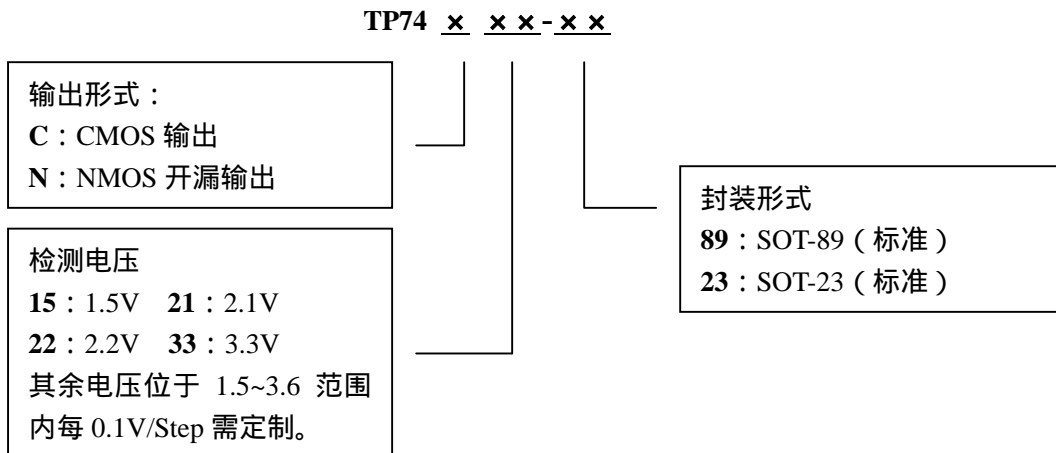 TP74 × ××-××
输出形式：
C：CMOS 输出
N：NMOS 开漏输出
检测电压
15：1.5V 21：2.1V
22：2.2V 33：3.3V
其余电压位于 1.5~3.6 范围
内每 0.1V/Step 需定制。
封装形式
89：SOT-89（标准）
23：SOT-23（标准）